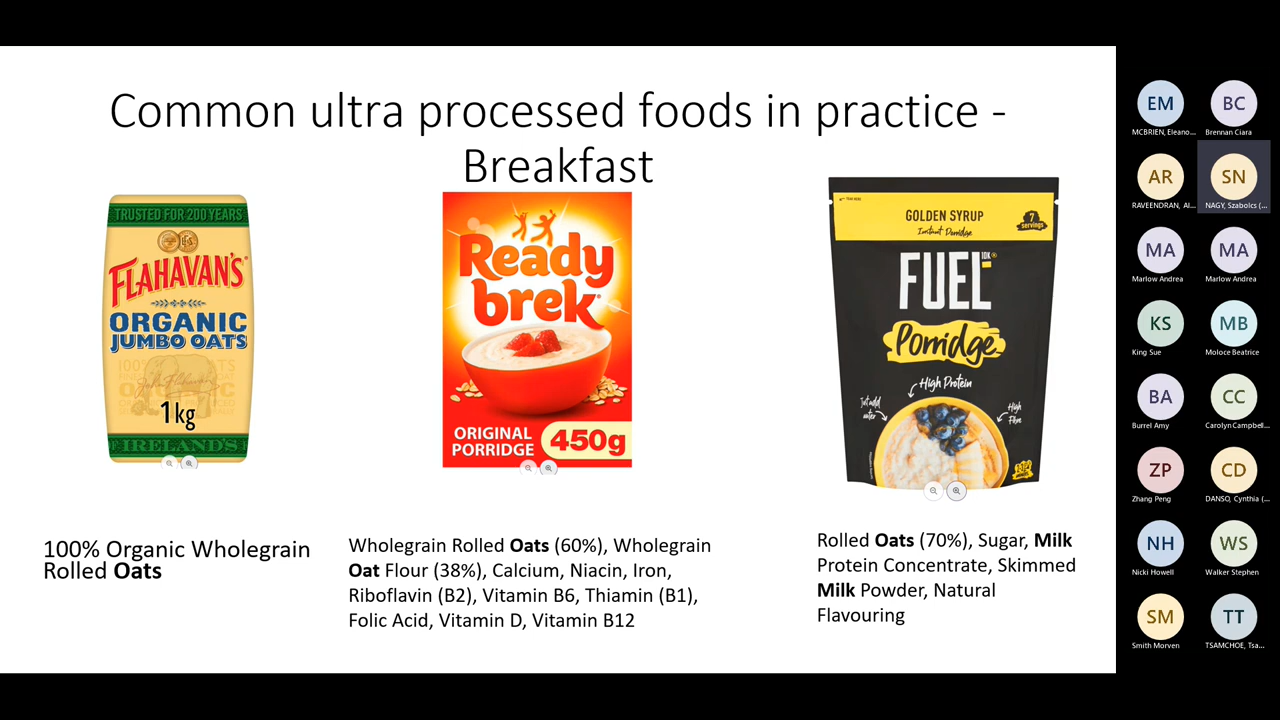 Common ultra processed foods in practice -
Breakfast
TRUSTED FOR 200 YEARS
FLAHAVAN'S
ORGANIC
JUMBO OATS
1kg
IRELAND'S
Ready
brek
ORIGINAL
PORRIDGE
450g
GOLDEN SYRUP
Instant Porridge
7
servings
FUEL
10K
Porridge
High Protein
Just add
water
High
Fibre
100% Organic Wholegrain
Rolled Oats
Wholegrain Rolled Oats (60%), Wholegrain
Oat Flour (38%), Calcium, Niacin, Iron,
Riboflavin (B2), Vitamin B6, Thiamin (B1),
Folic Acid, Vitamin D, Vitamin B12
Rolled Oats (70%), Sugar, Milk
Protein Concentrate, Skimmed
Milk Powder, Natural
Flavouring
EM
BC
MCBRIEN, Eleano...
Brennan Ciara
AR
SN
RAVEENDRAN, Al...
NAGY, Szabolcs (...
MA
MA
Marlow Andrea
Marlow Andrea
KS
MB
King Sue
Moloce Beatrice
BA
CC
Burrel Amy
CarolynCampbell...
ZP
CD
Zhang Peng
DANSO, Cynthia (...
NH
WS
Nicki Howell
Walker Stephen
SM
TT
Smith Morven
TSAMCHOE, Tsa...